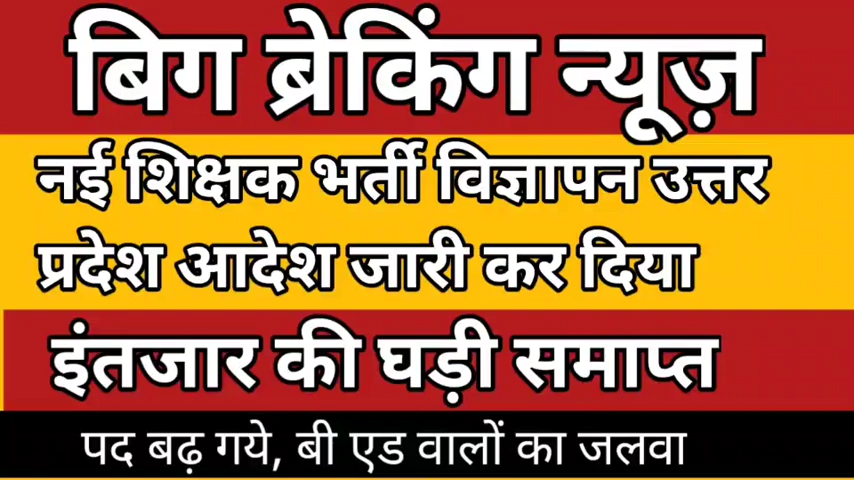 बिग ब्रेकिंग न्यूज़
नई शिक्षक भर्ती विज्ञापन उत्तर
प्रदेश आदेश जारी कर दिया
इंतजार की घड़ी समाप्त
पद बढ़ गये, बी एड वालों का जलवा